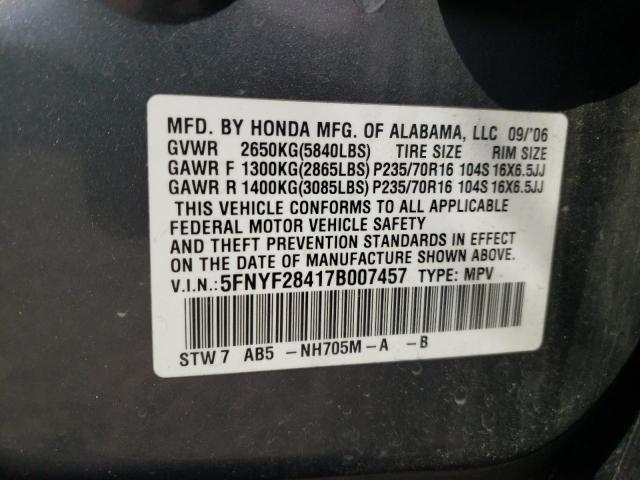 MFD. BY HONDA MFG. OF ALABAMA, LLC 09/'06
GVWR 2650KG(5840LBS) TIRE SIZE RIM SIZE
GAWR F 1300KG(2865LBS) P235/70R16 104S 16X6.5JJ
GAWR R 1400KG(3085LBS) P235/70R16 104S 16X6.5JJ
THIS VEHICLE CONFORMS TO ALL APPLICABLE
FEDERAL MOTOR VEHICLE SAFETY
AND THEFT PREVENTION STANDARDS IN EFFECT
ON THE DATE OF MANUFACTURE SHOWN ABOVE.
V.I.N.:5FNYF28417B007457 TYPE: MPV
STW 7 AB5 -NH705M-A -B